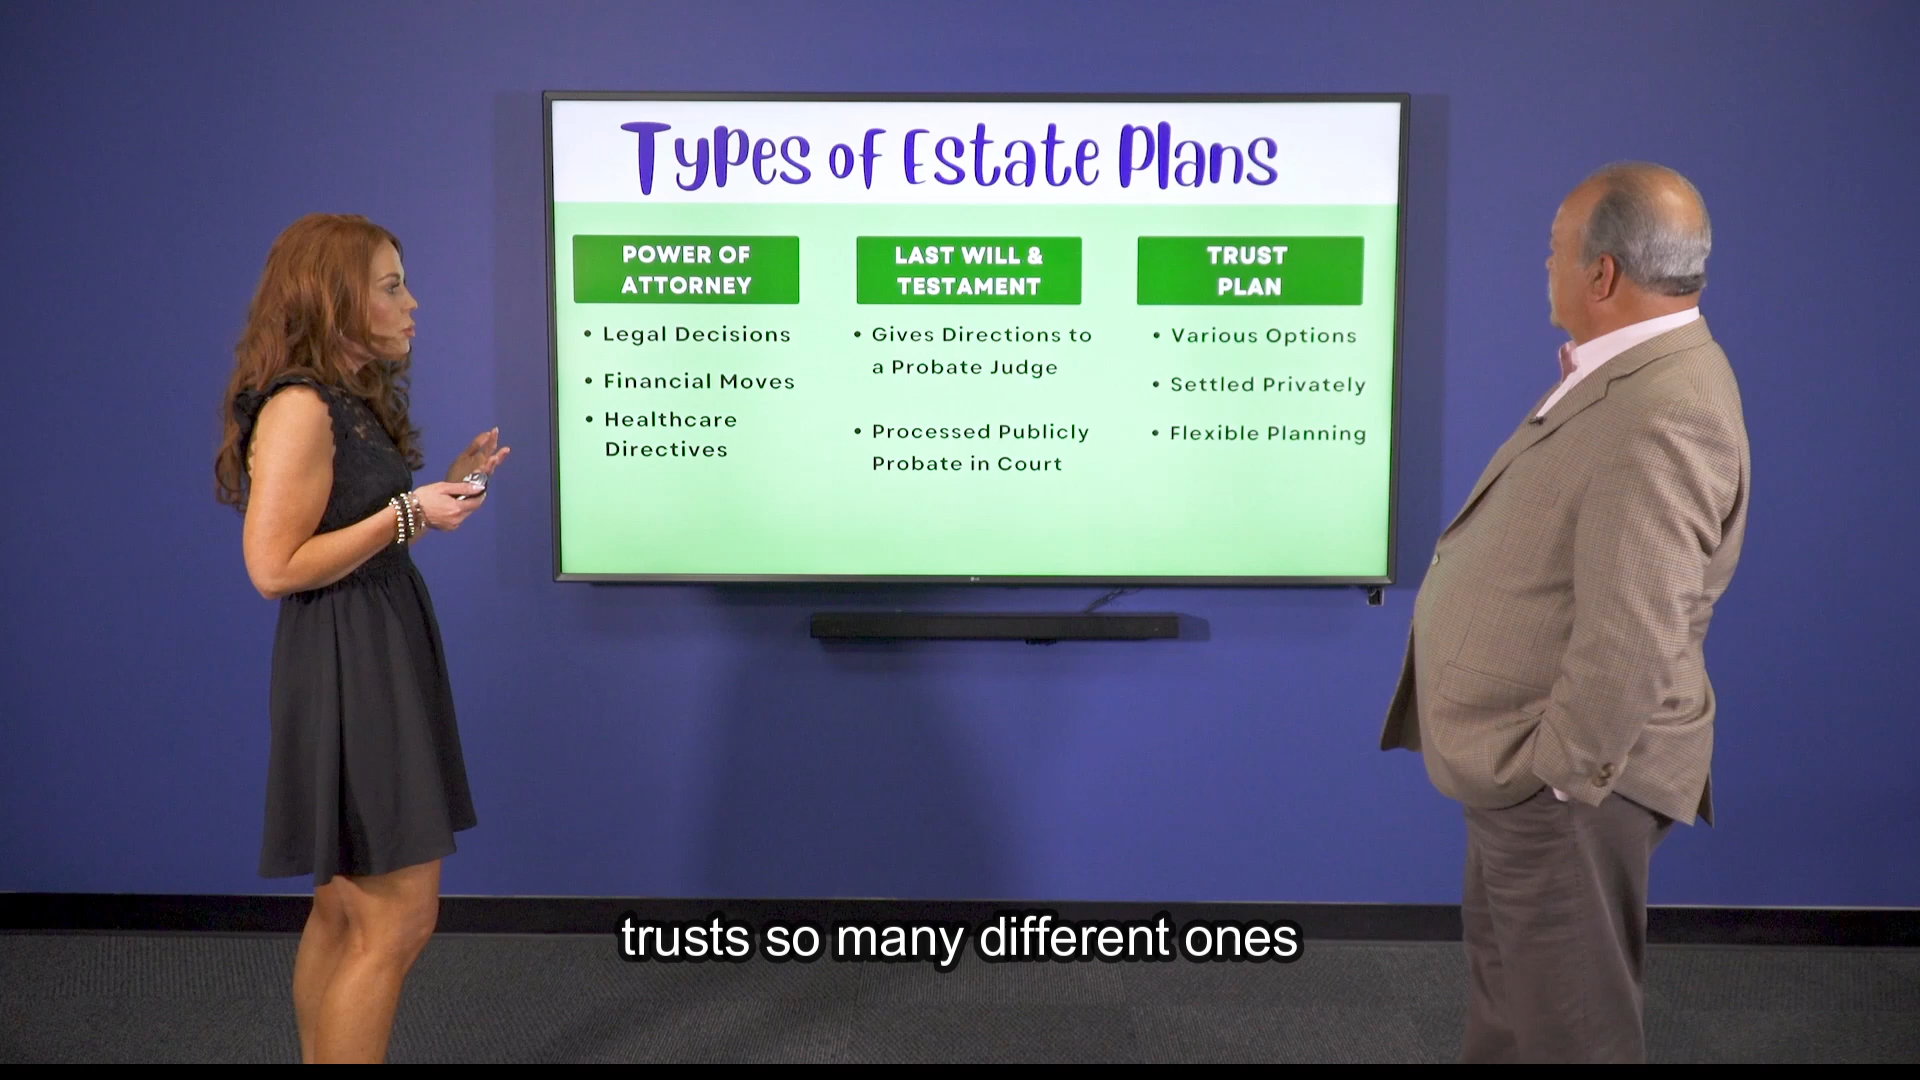 Types of Estate Plans
POWER OF
ATTORNEY
• Legal Decisions
• Financial Moves
• Healthcare
Directives
LAST WILL &
TESTAMENT
• Gives Directions to
a Probate Judge
• Processed Publicly
Probate in Court
TRUST
PLAN
• Various Options
• Settled Privately
• Flexible Planning
trusts so many different ones